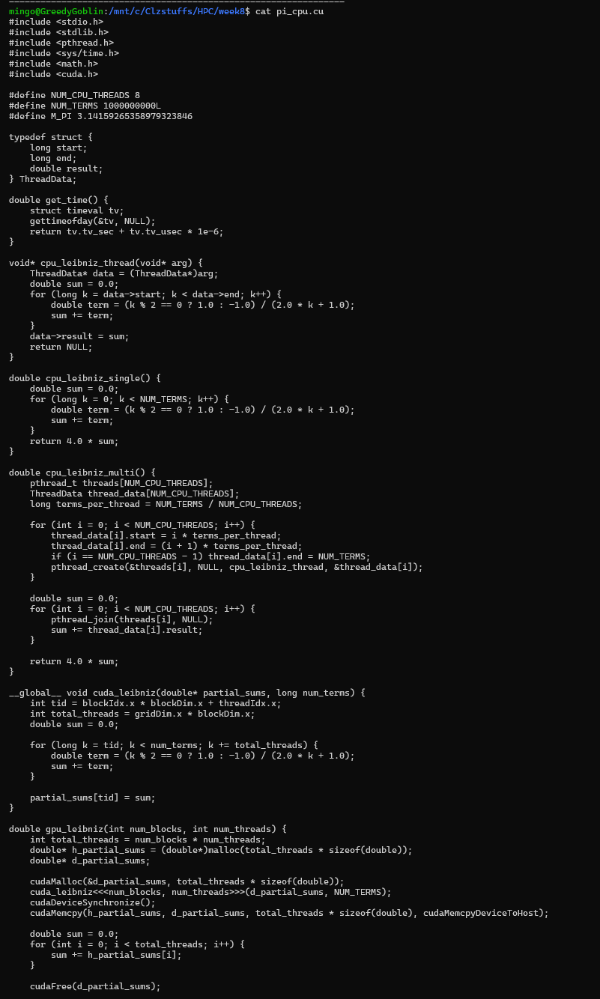 mingo@GreedyGoblin:/mnt/c/Clzstuffs/HPC/week8$ cat pi_cpu.cu
#include <stdio.h>
#include <stdlib.h>
#include <pthread.h>
#include <sys/time.h>
#include <math.h>
#include <cuda.h>

#define NUM_CPU_THREADS 8
#define NUM_TERMS 1000000000L
#define M_PI 3.14159265358979323846

typedef struct {
    long start;
    long end;
    double result;
} ThreadData;

double get_time() {
    struct timeval tv;
    gettimeofday(&tv, NULL);
    return tv.tv_sec + tv.tv_usec * 1e-6;
}

void* cpu_leibniz_thread(void* arg) {
    ThreadData* data = (ThreadData*)arg;
    double sum = 0.0;
    for (long k = data->start; k < data->end; k++) {
        double term = (k % 2 == 0 ? 1.0 : -1.0) / (2.0 * k + 1.0);
        sum += term;
    }
    data->result = sum;
    return NULL;
}

double cpu_leibniz_single() {
    double sum = 0.0;
    for (long k = 0; k < NUM_TERMS; k++) {
        double term = (k % 2 == 0 ? 1.0 : -1.0) / (2.0 * k + 1.0);
        sum += term;
    }
    return 4.0 * sum;
}

double cpu_leibniz_multi() {
    pthread_t threads[NUM_CPU_THREADS];
    ThreadData thread_data[NUM_CPU_THREADS];
    long terms_per_thread = NUM_TERMS / NUM_CPU_THREADS;

    for (int i = 0; i < NUM_CPU_THREADS; i++) {
        thread_data[i].start = i * terms_per_thread;
        thread_data[i].end = (i + 1) * terms_per_thread;
        if (i == NUM_CPU_THREADS - 1) thread_data[i].end = NUM_TERMS;
        pthread_create(&threads[i], NULL, cpu_leibniz_thread, &thread_data[i]);
    }

    double sum = 0.0;
    for (int i = 0; i < NUM_CPU_THREADS; i++) {
        pthread_join(threads[i], NULL);
        sum += thread_data[i].result;
    }

    return 4.0 * sum;
}

__global__ void cuda_leibniz(double* partial_sums, long num_terms) {
    int tid = blockIdx.x * blockDim.x + threadIdx.x;
    int total_threads = gridDim.x * blockDim.x;
    double sum = 0.0;

    for (long k = tid; k < num_terms; k += total_threads) {
        double term = (k % 2 == 0 ? 1.0 : -1.0) / (2.0 * k + 1.0);
        sum += term;
    }

    partial_sums[tid] = sum;
}

double gpu_leibniz(int num_blocks, int num_threads) {
    int total_threads = num_blocks * num_threads;
    double* h_partial_sums = (double*)malloc(total_threads * sizeof(double));
    double* d_partial_sums;

    cudaMalloc(&d_partial_sums, total_threads * sizeof(double));
    cuda_leibniz<<<num_blocks, num_threads>>>(d_partial_sums, NUM_TERMS);
    cudaDeviceSynchronize();
    cudaMemcpy(h_partial_sums, d_partial_sums, total_threads * sizeof(double), cudaMemcpyDeviceToHost);

    double sum = 0.0;
    for (int i = 0; i < total_threads; i++) {
        sum += h_partial_sums[i];
    }

    cudaFree(d_partial_sums);